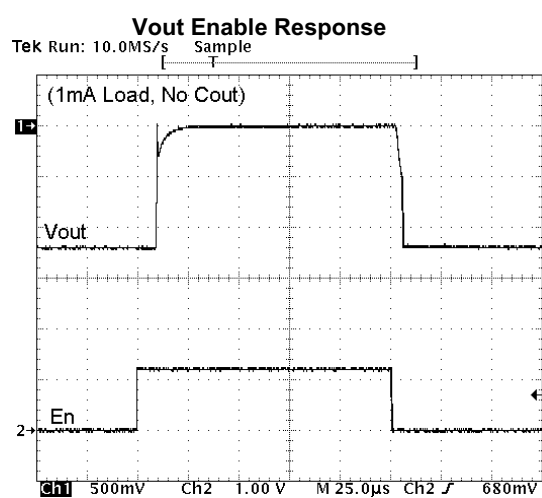 Vout Enable Response
Tek Run: 10.0MS/s Sample
[ T ]
(1mA Load, No Cout)
1→
Vout
En
2→
Ch1 500mV Ch2 1.00 V M 25.0µs Ch2 ʃ 680mV